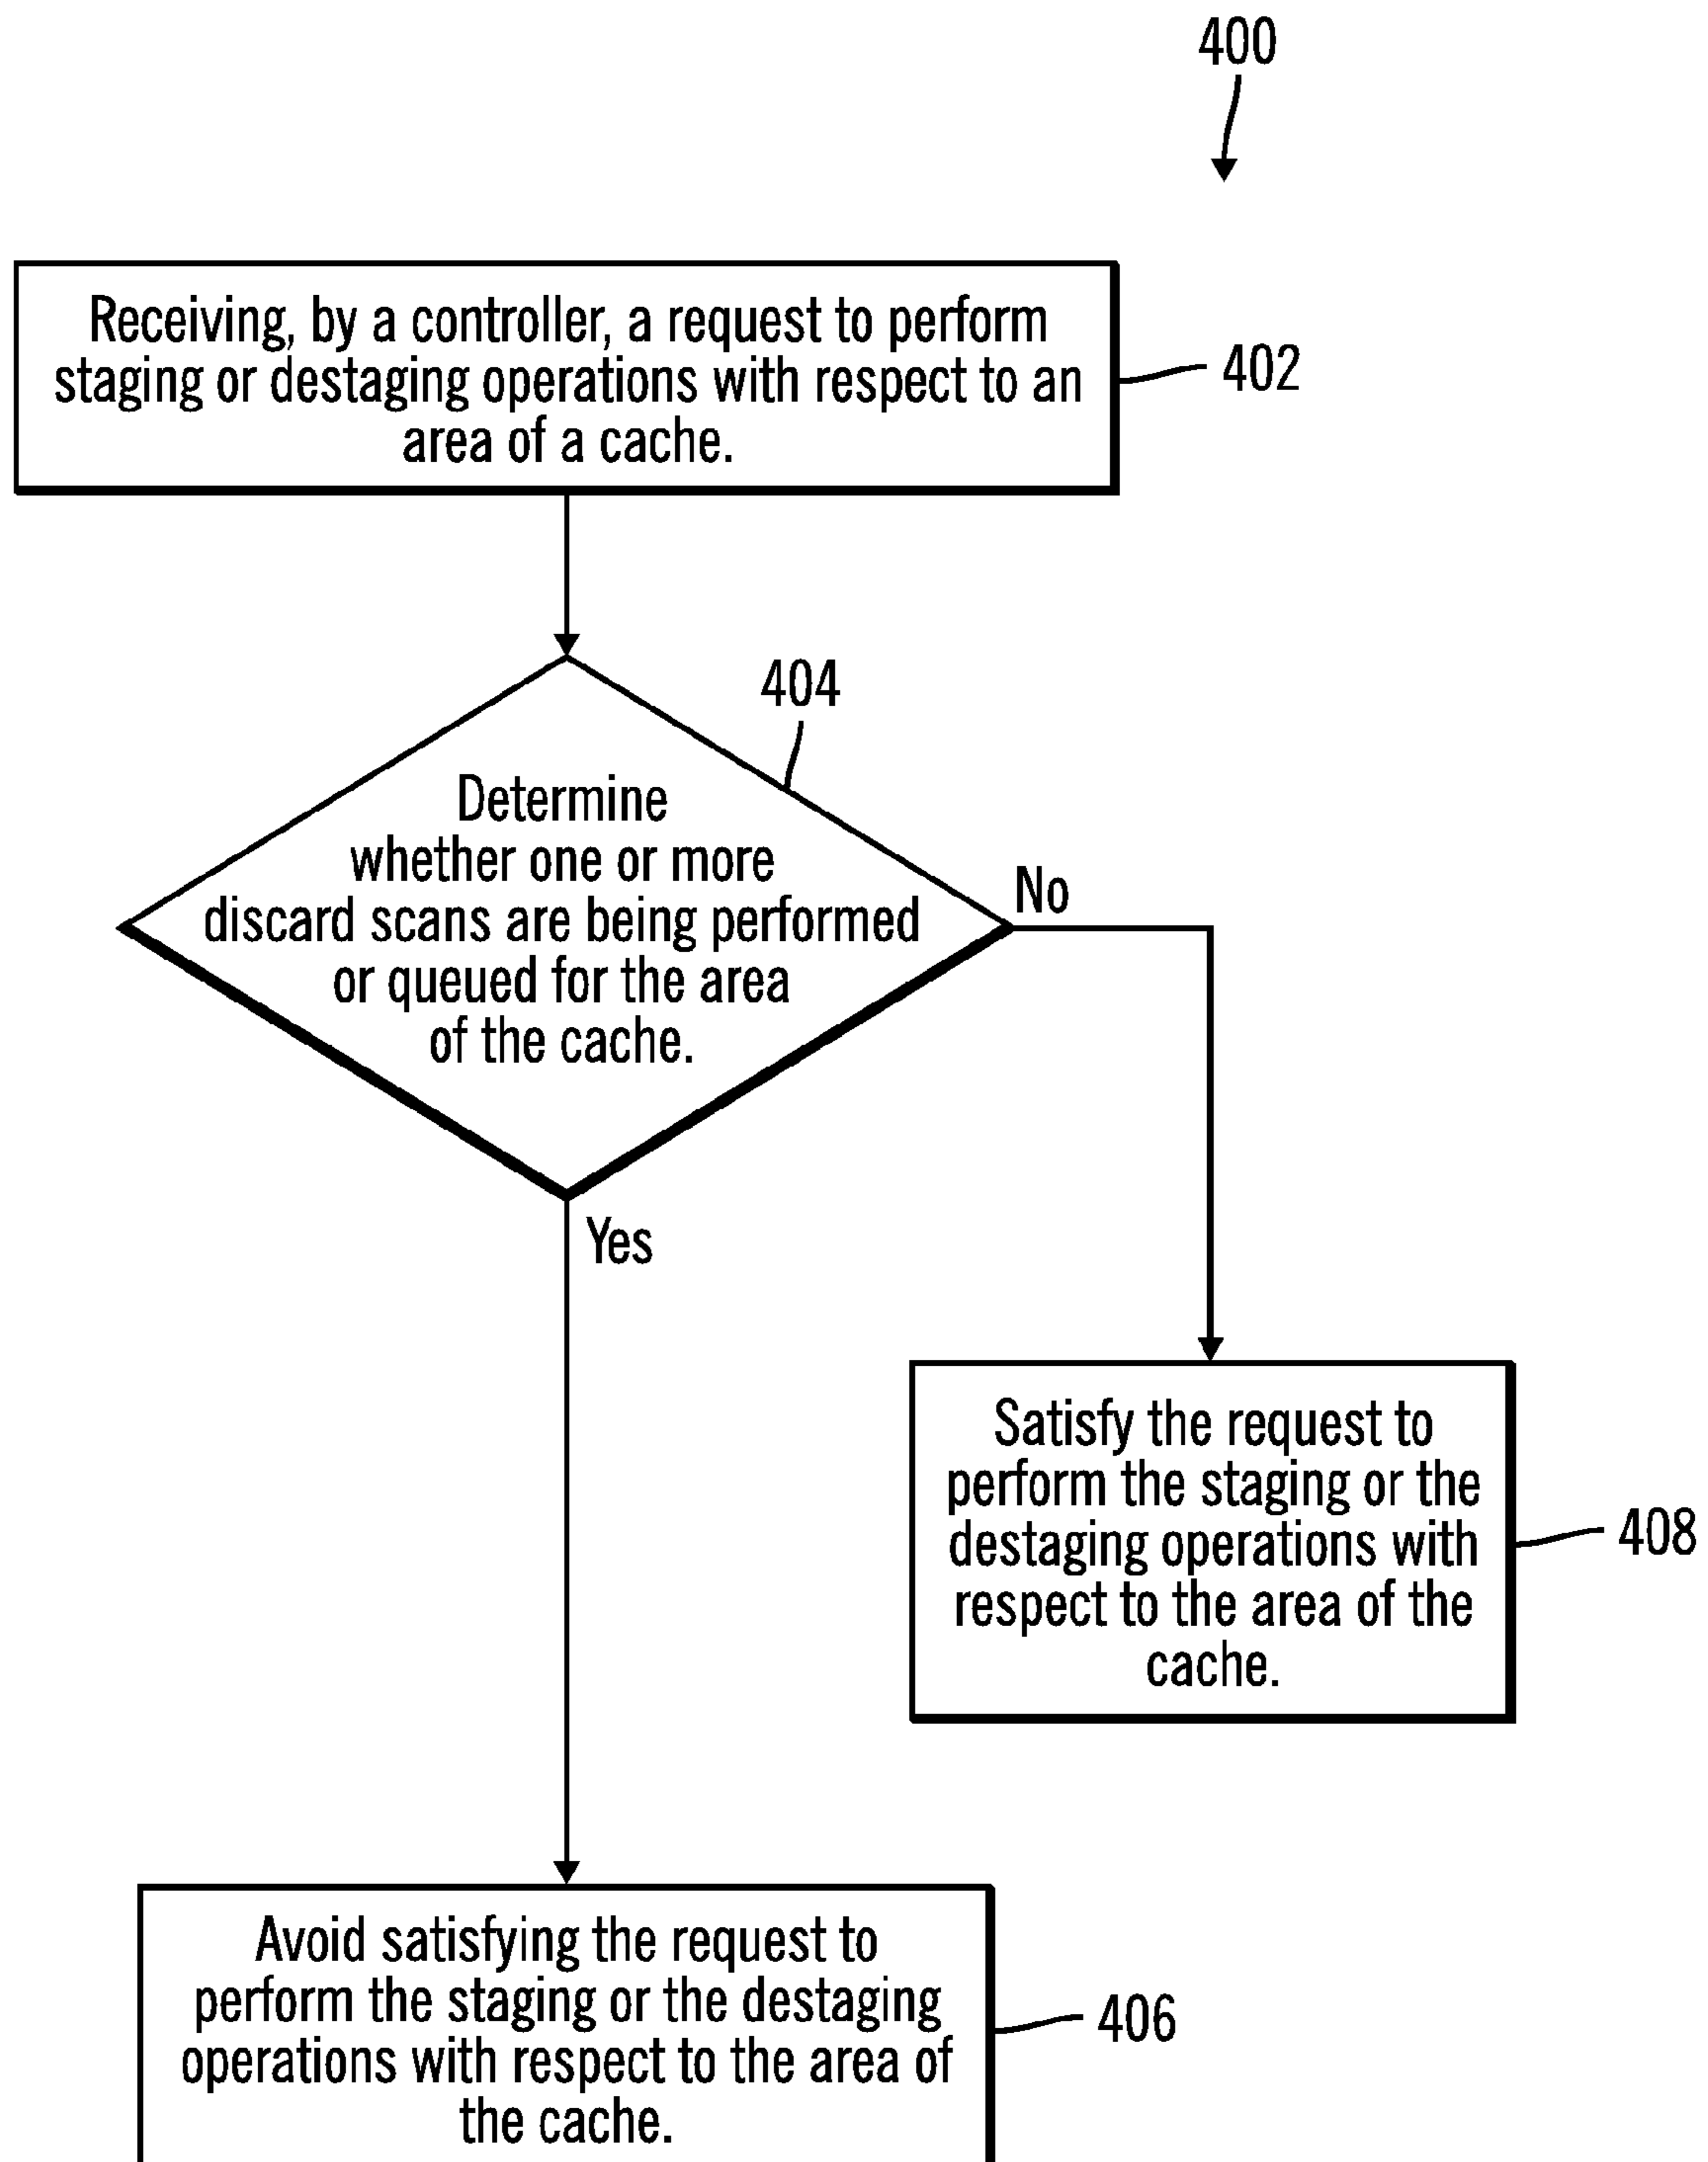 400
Receiving, by a controller, a request to perform
staging or destaging operations with respect to an
area of a cache.
402
404
Determine
whether one or more
discard scans are being performed
or queued for the area
of the cache.
No
Yes
Satisfy the request to
perform the staging or the
destaging operations with
respect to the area of the
cache.
408
Avoid satisfying the request to
perform the staging or the destaging
operations with respect to the area of
the cache.
406